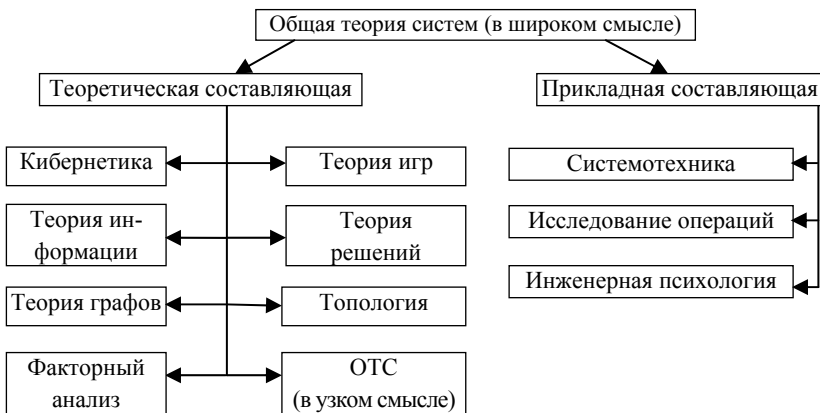 Общая теория систем (в широком смысле)
Теоретическая составляющая
Прикладная составляющая
Кибернетика
Теория игр
Системотехника
Теория ин-
формации
Теория
решений
Исследование операций
Теория графов
Топология
Инженерная психология
Факторный
анализ
ОТС
(в узком смысле)